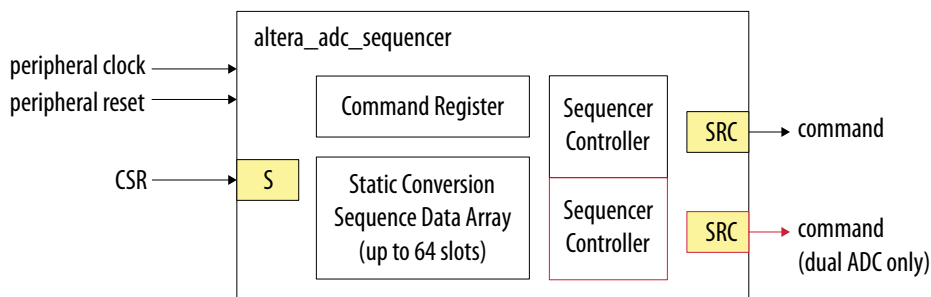 altera_adc_sequencer
peripheral clock
peripheral reset
CSR
S
Command Register
Static Conversion
Sequence Data Array
(up to 64 slots)
Sequencer
Controller
Sequencer
Controller
SRC
command
SRC
command
(dual ADC only)